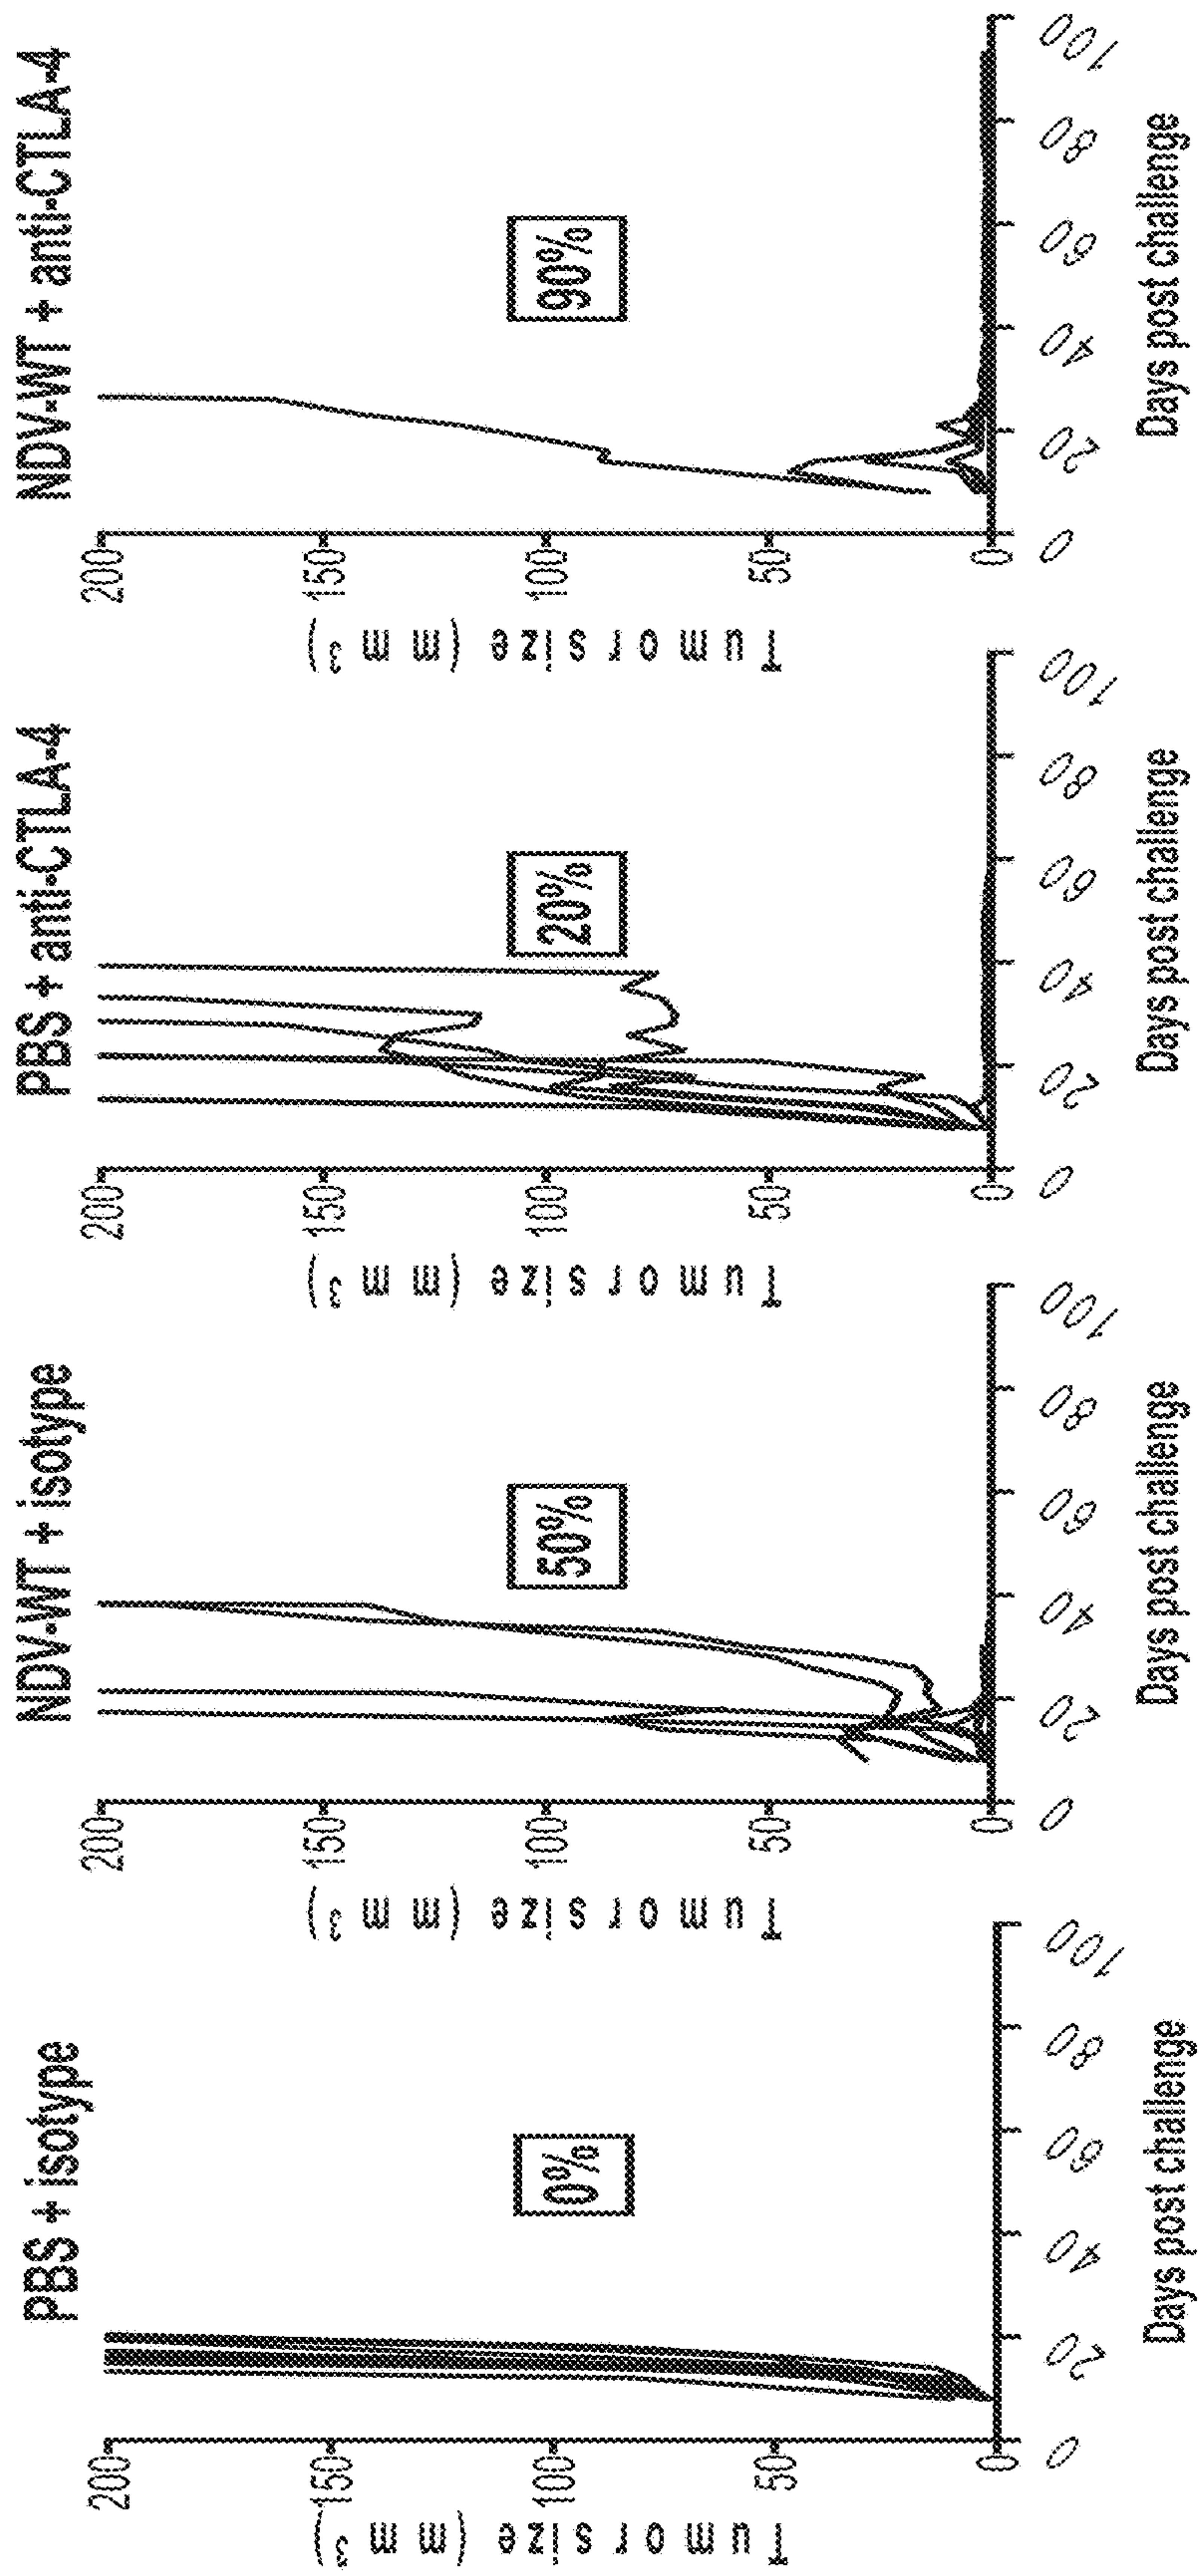 PBS + isotype
Tumor size (mm³)
200
150
100
50
0
0%
0 20 40 60 80 100
Days post challenge
NDV-WT + isotype
Tumor size (mm³)
200
150
100
50
0
50%
0 20 40 60 80 100
Days post challenge
PBS + anti-CTLA-4
Tumor size (mm³)
200
150
100
50
0
20%
0 20 40 60 80 100
Days post challenge
NDV-WT + anti-CTLA-4
Tumor size (mm³)
200
150
100
50
0
90%
0 20 40 60 80 100
Days post challenge